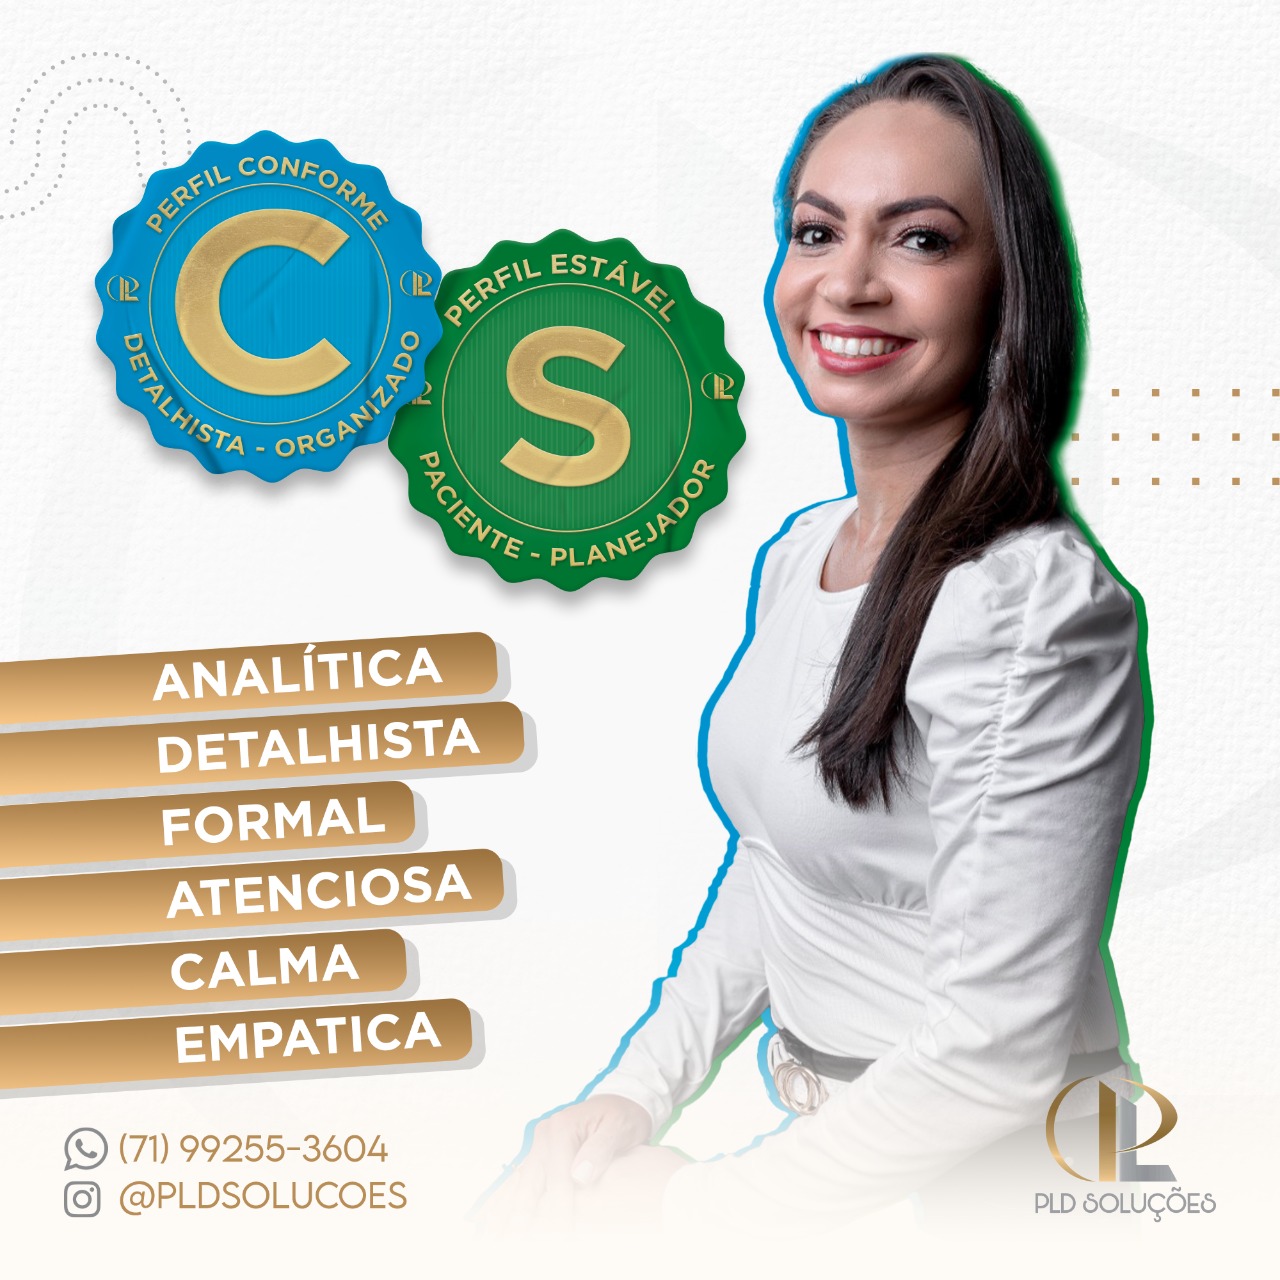 PERFIL CONFORME
C
DETALHISTA - ORGANIZADO
PERFIL ESTÁVEL
S
PACIENTE - PLANEJADOR
ANALÍTICA
DETALHISTA
FORMAL
ATENCIOSA
CALMA
EMPATICA
(71) 99255-3604
@PLDSOLUCOES
PLD SOLUÇÕES